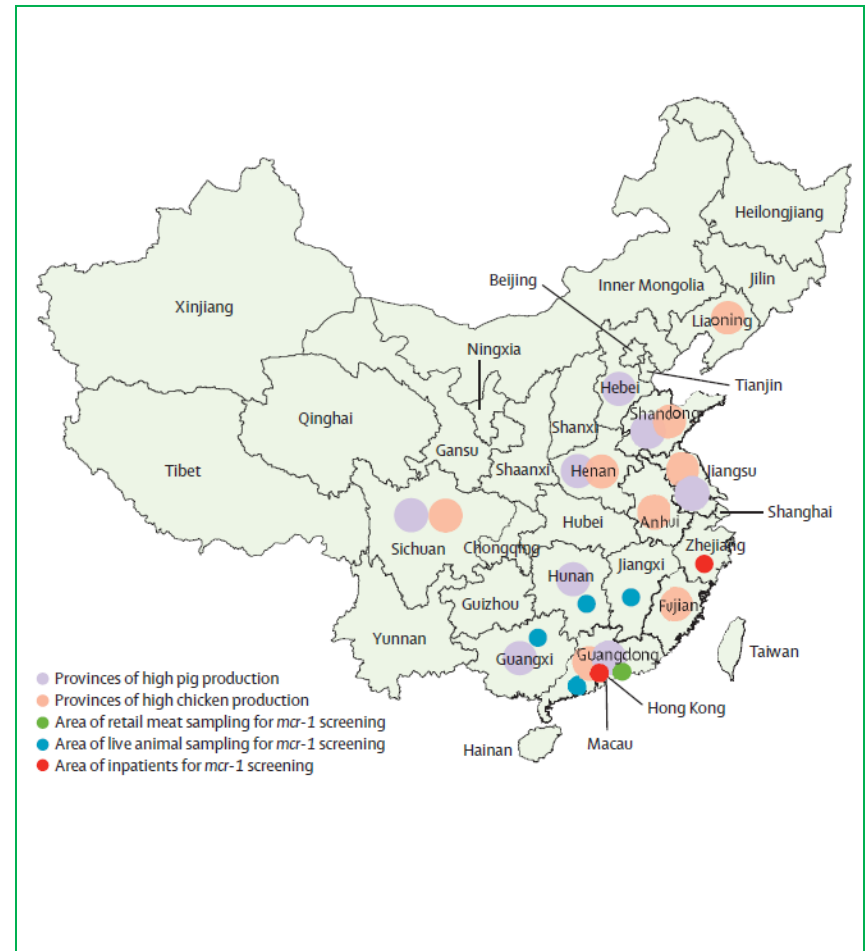 Heilongjiang
Beijing
Inner Mongolia
Jilin
Xinjiang
Liaoning
Ningxia
Tianjin
Hebei
Qinghai
Shandong
Shanxi
Gansu
Tibet
Shaanxi
Henan
Jiangsu
Hubei
Anhui
Shanghai
Sichuan
Chongqing
Zhejiang
Hunan
Jiangxi
Guizhou
Fujian
Yunnan
Guangxi
Guangdong
Taiwan
Hong Kong
Macau
Hainan
Provinces of high pig production
Provinces of high chicken production
Area of retail meat sampling for mcr-1 screening
Area of live animal sampling for mcr-1 screening
Area of inpatients for mcr-1 screening